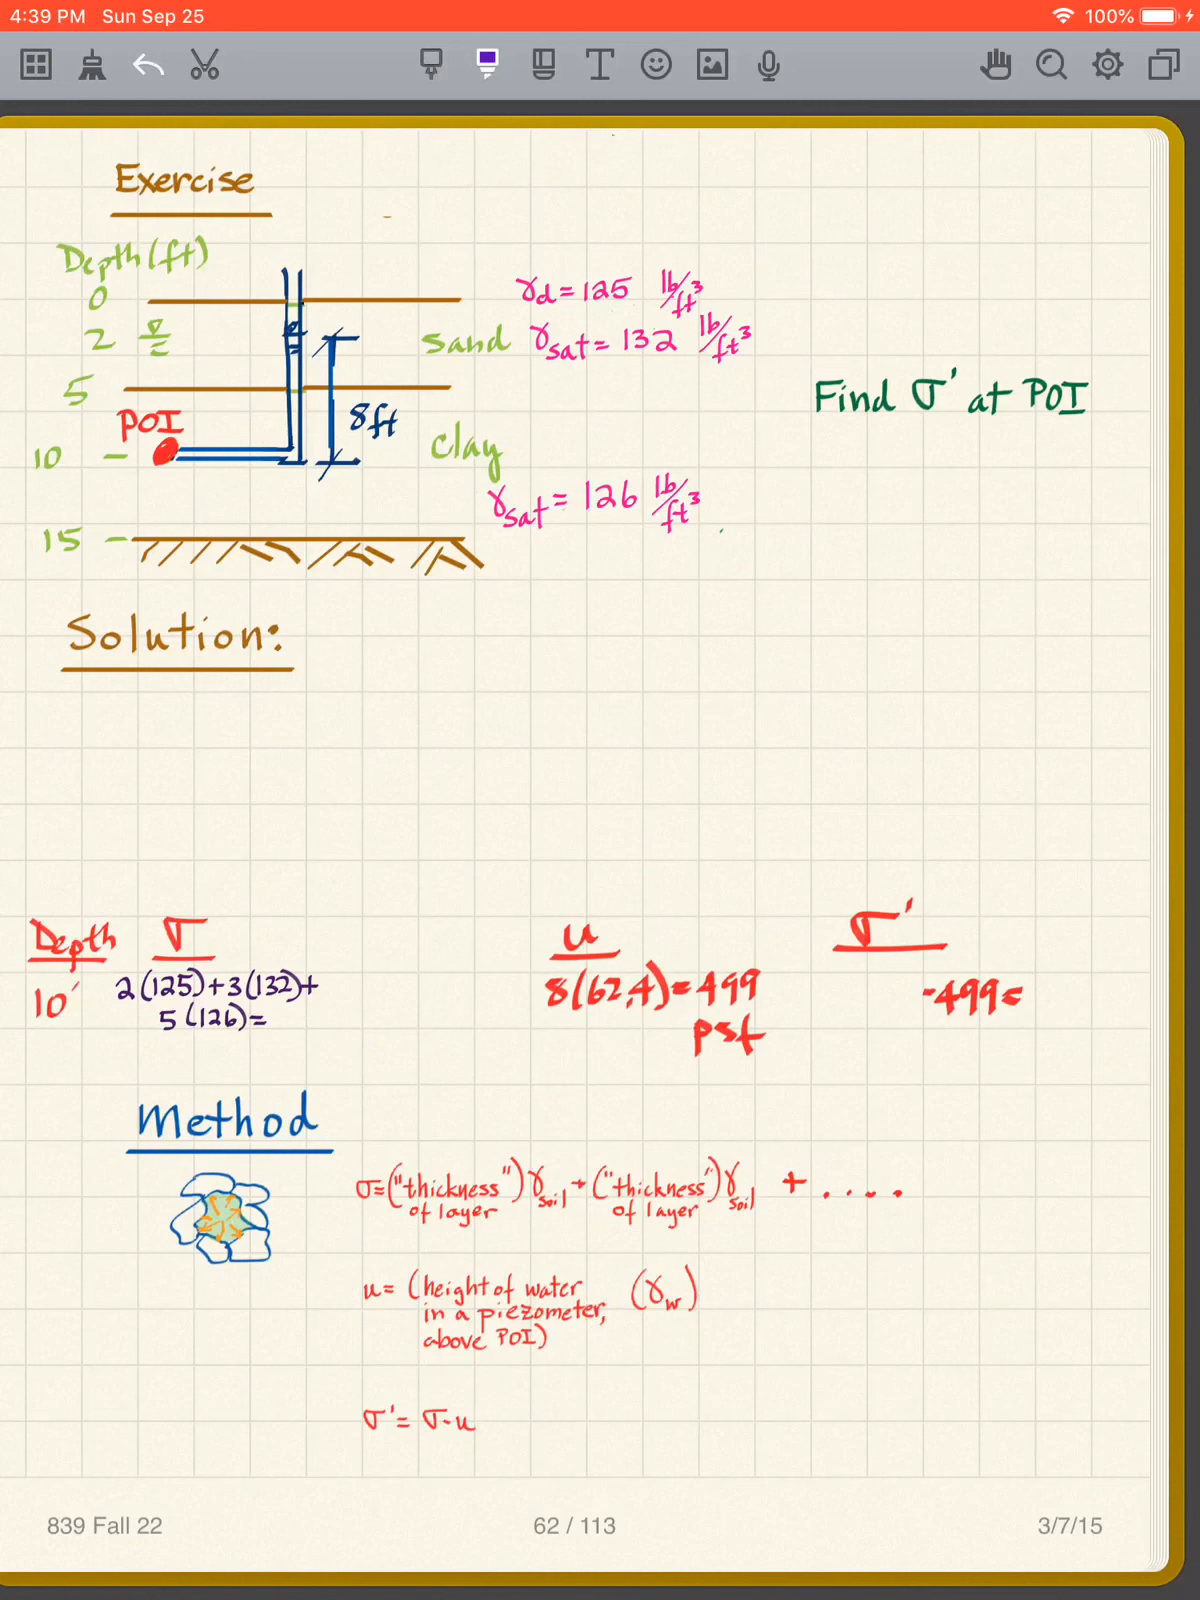 4:39 PM Sun Sep 25
100%
Exercise
Depth (ft)
0
2
5
10
15
POI
8ft
sand
clay
γd = 125 lb/ft³
γsat = 132 lb/ft³
γsat = 126 lb/ft³
Find σ' at POI
Solution:
Depth σ u σ'
10' 2(125)+3(132)+ 8(62.4)=499 -499=
5(126)= psf
Method
σ=("thickness")γsoil + ("thickness")γsoil + ....
of layer of layer
u= (height of water (γw)
in a piezometer,
above POI)
σ'= σ-u
839 Fall 22
62 / 113
3/7/15